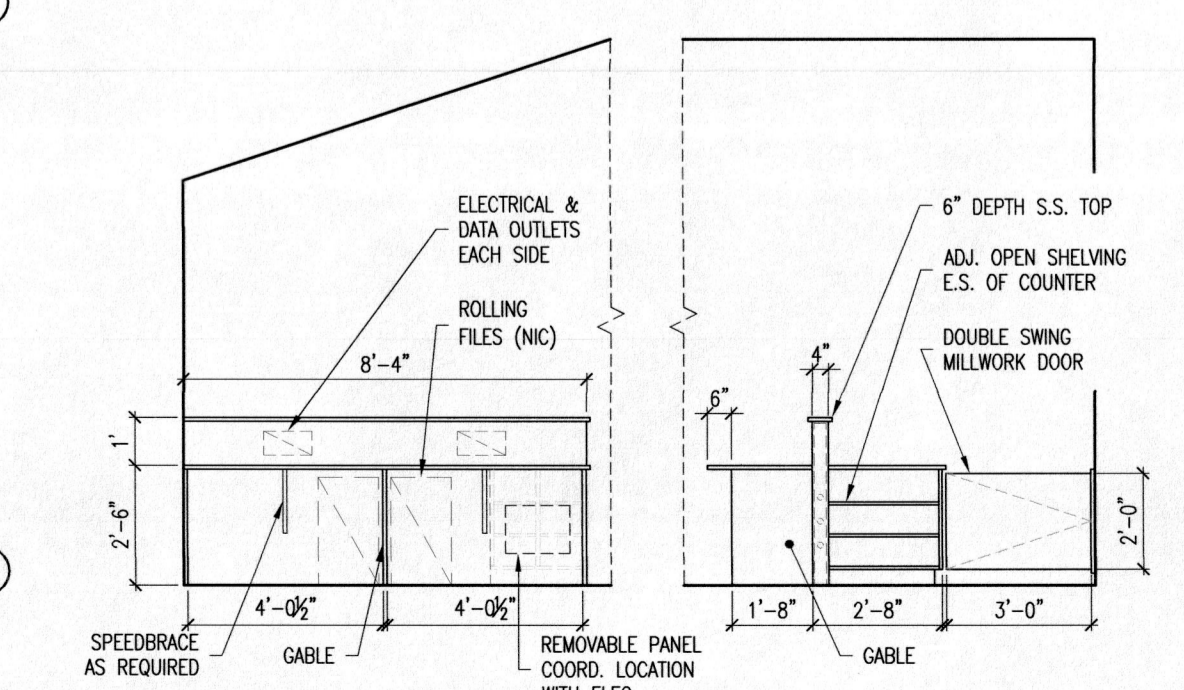 ELECTRICAL &
DATA OUTLETS
EACH SIDE
ROLLING
FILES (NIC)
8'-4"
1'
2'-6"
4'-0½"
4'-0½"
SPEEDBRACE
AS REQUIRED
GABLE
REMOVABLE PANEL
COORD. LOCATION
WITH ELEC
6" DEPTH S.S. TOP
ADJ. OPEN SHELVING
E.S. OF COUNTER
DOUBLE SWING
MILLWORK DOOR
4"
6"
2'-0"
1'-8"
2'-8"
3'-0"
GABLE